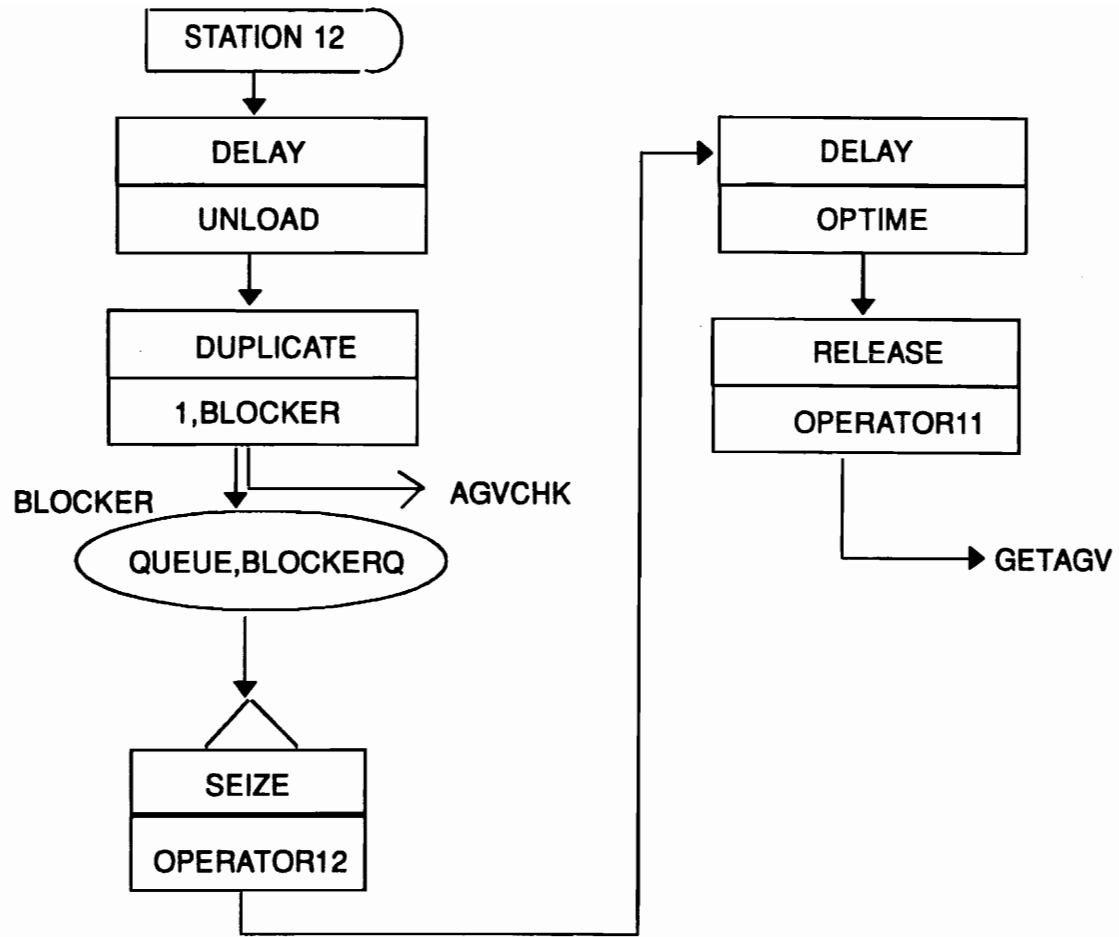 STATION 12
DELAY
UNLOAD
DUPLICATE
1,BLOCKER
BLOCKER
AGVCHK
QUEUE,BLOCKERQ
SEIZE
OPERATOR12
DELAY
OPTIME
RELEASE
OPERATOR11
GETAGV